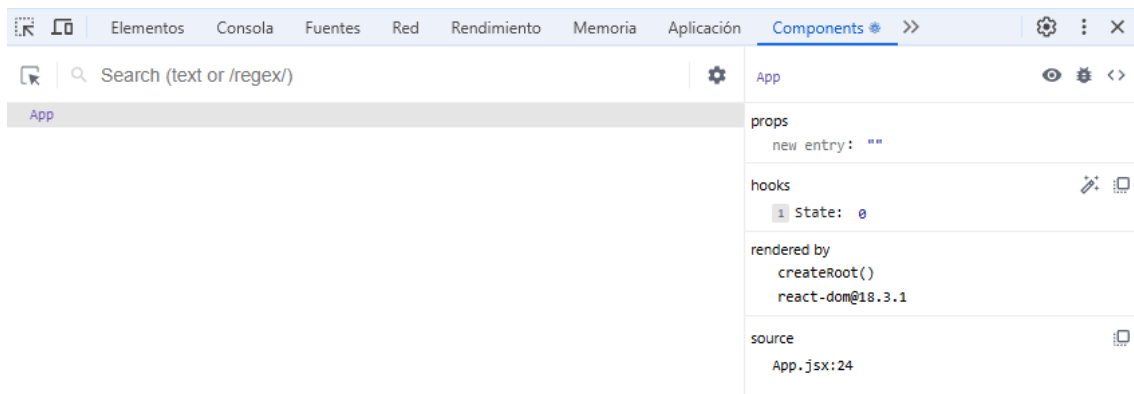 Elementos Consola Fuentes Red Rendimiento Memoria Aplicación Components
Search (text or /regex/)
App
App
props
new entry: ""
hooks
1 State: 0
rendered by
createRoot()
react-dom@18.3.1
source
App.jsx:24